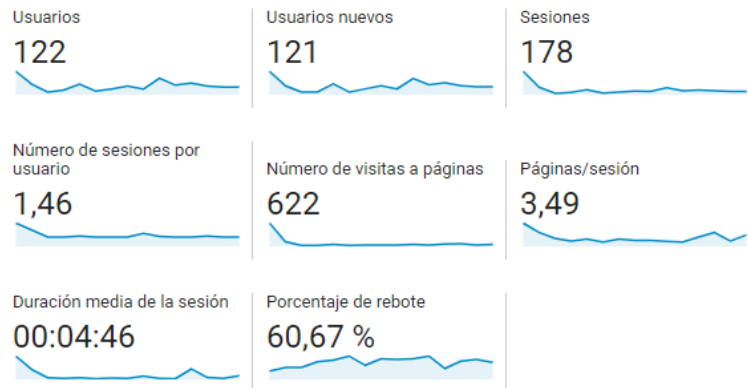 Usuarios
122
Usuarios nuevos
121
Sesiones
178
Número de sesiones por
usuario
1,46
Número de visitas a páginas
622
Páginas/sesión
3,49
Duración media de la sesión
00:04:46
Porcentaje de rebote
60,67 %